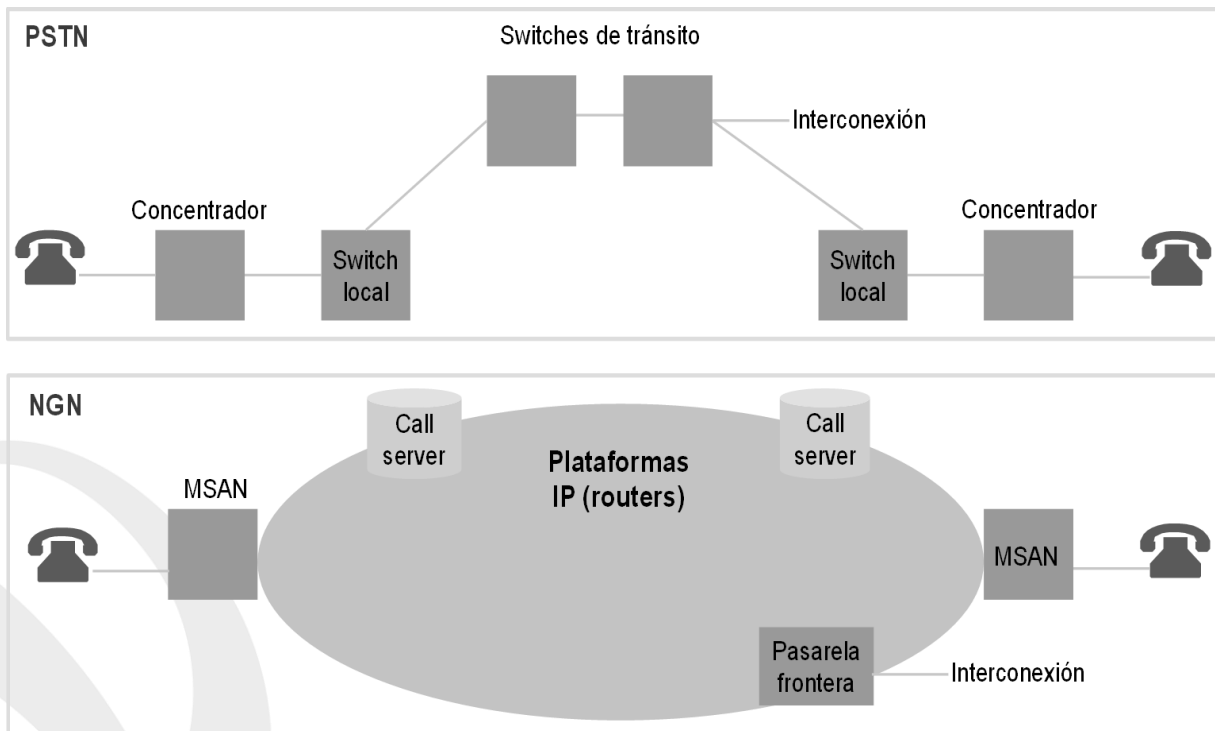 PSTN
Switches de tránsito
Interconexión
Concentrador
Concentrador
Switch
local
Switch
local
NGN
Call
server
Call
server
Plataformas
IP (routers)
MSAN
MSAN
Pasarela
frontera
Interconexión